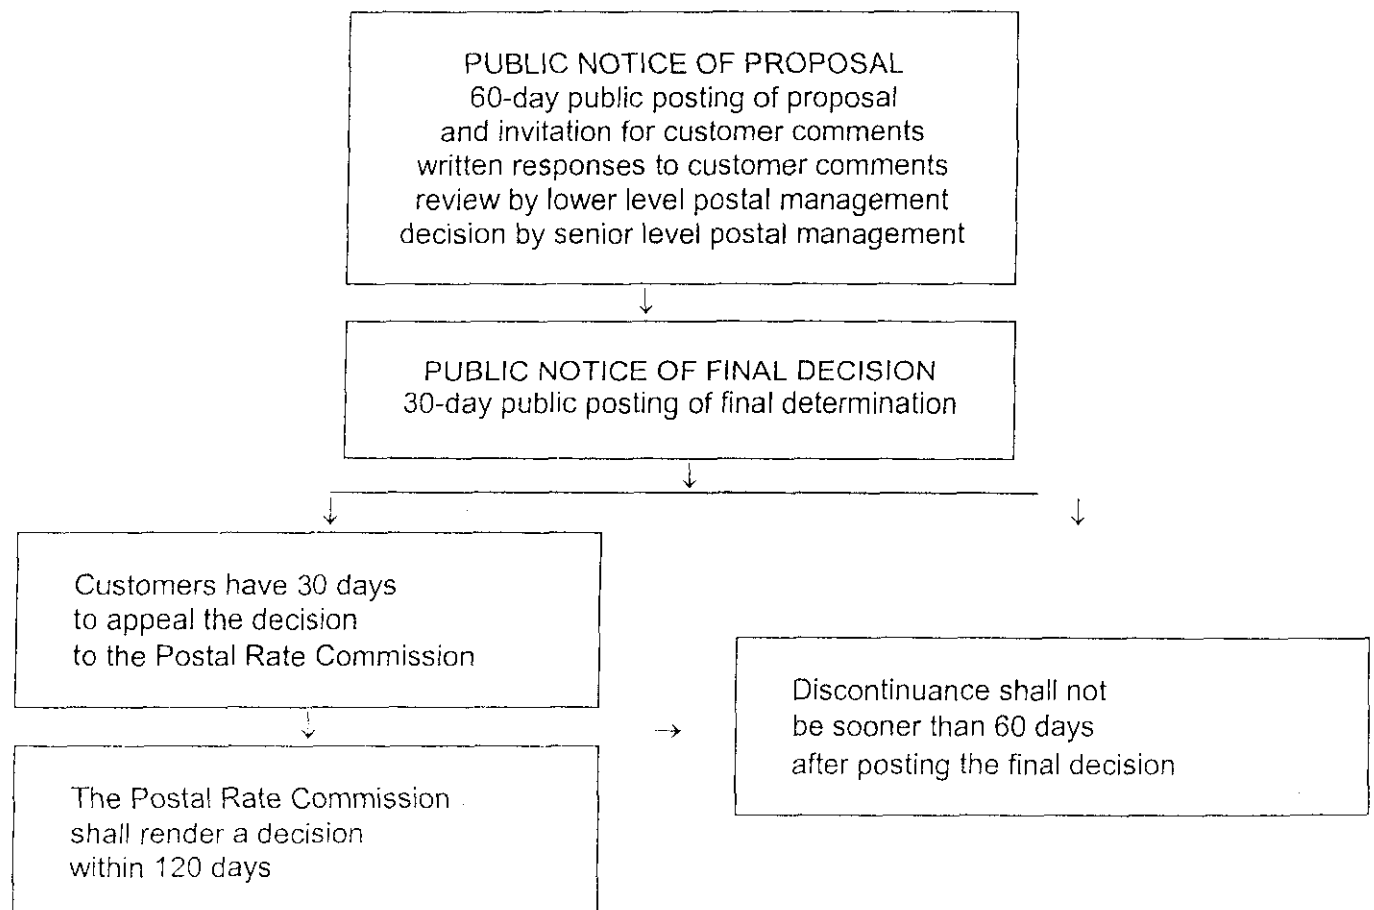 PUBLIC NOTICE OF PROPOSAL
60-day public posting of proposal
and invitation for customer comments
written responses to customer comments
review by lower level postal management
decision by senior level postal management
PUBLIC NOTICE OF FINAL DECISION
30-day public posting of final determination
Customers have 30 days
to appeal the decision
to the Postal Rate Commission
Discontinuance shall not
be sooner than 60 days
after posting the final decision
The Postal Rate Commission
shall render a decision
within 120 days